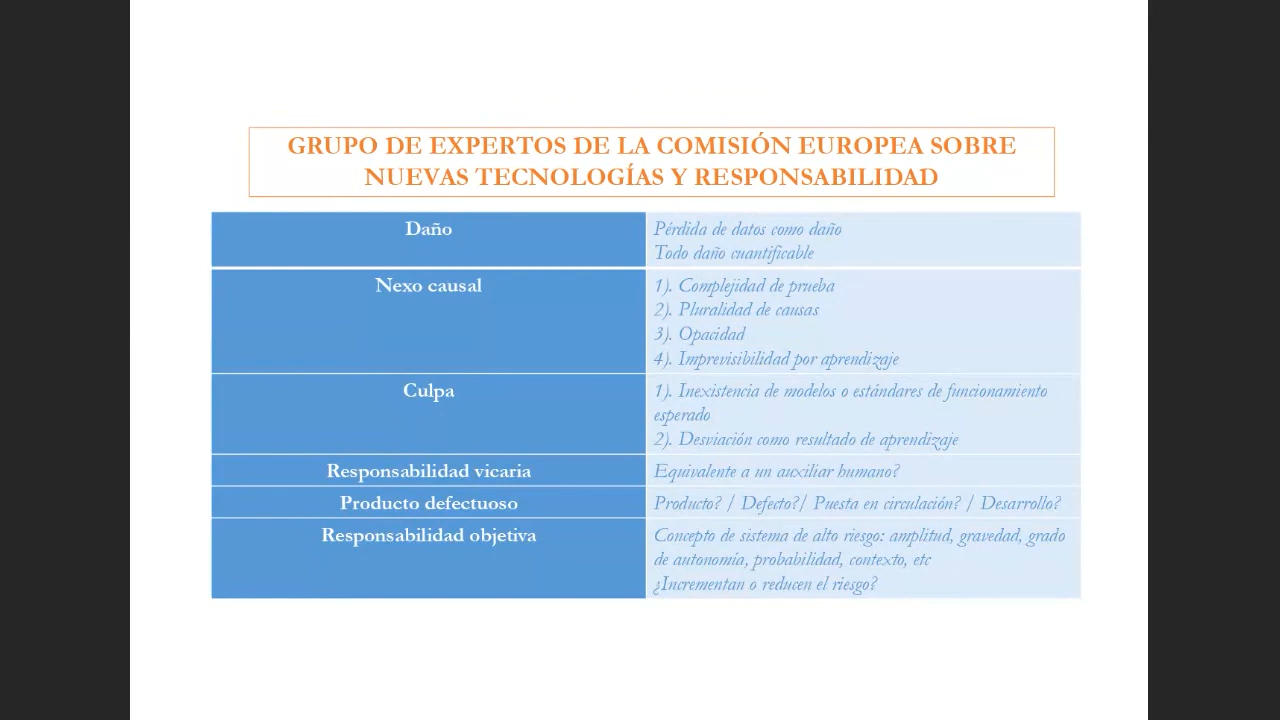 GRUPO DE EXPERTOS DE LA COMISIÓN EUROPEA SOBRE
NUEVAS TECNOLOGÍAS Y RESPONSABILIDAD
Daño
Pérdida de datos como daño
Todo daño cuantificable
Nexo causal
1). Complejidad de prueba
2). Pluralidad de causas
3). Opacidad
4). Imprevisibilidad por aprendizaje
Culpa
1). Inexistencia de modelos o estándares de funcionamiento
esperado
2). Desviación como resultado de aprendizaje
Responsabilidad vicaria
Equivalente a un auxiliar humano?
Producto defectuoso
Producto? / Defecto?/ Puesta en circulación? / Desarrollo?
Responsabilidad objetiva
Concepto de sistema de alto riesgo: amplitud, gravedad, grado
de autonomía, probabilidad, contexto, etc
¿Incrementan o reducen el riesgo?